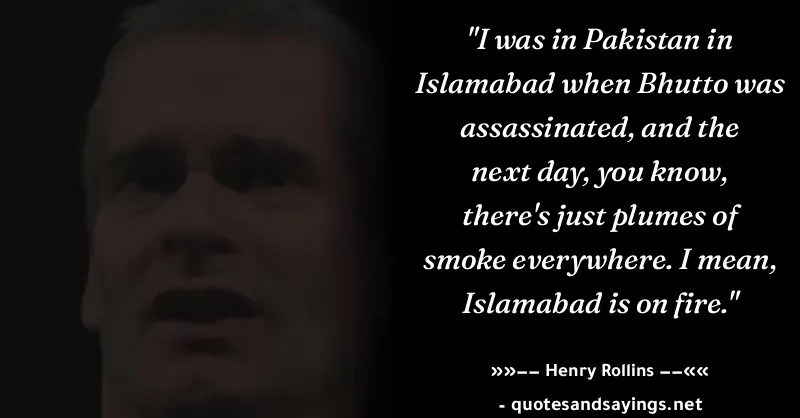 "I was in Pakistan in
Islamabad when Bhutto was
assassinated, and the
next day, you know,
there's just plumes of
smoke everywhere. I mean,
Islamabad is on fire."
»»–– Henry Rollins ––««
- quotesandsayings.net